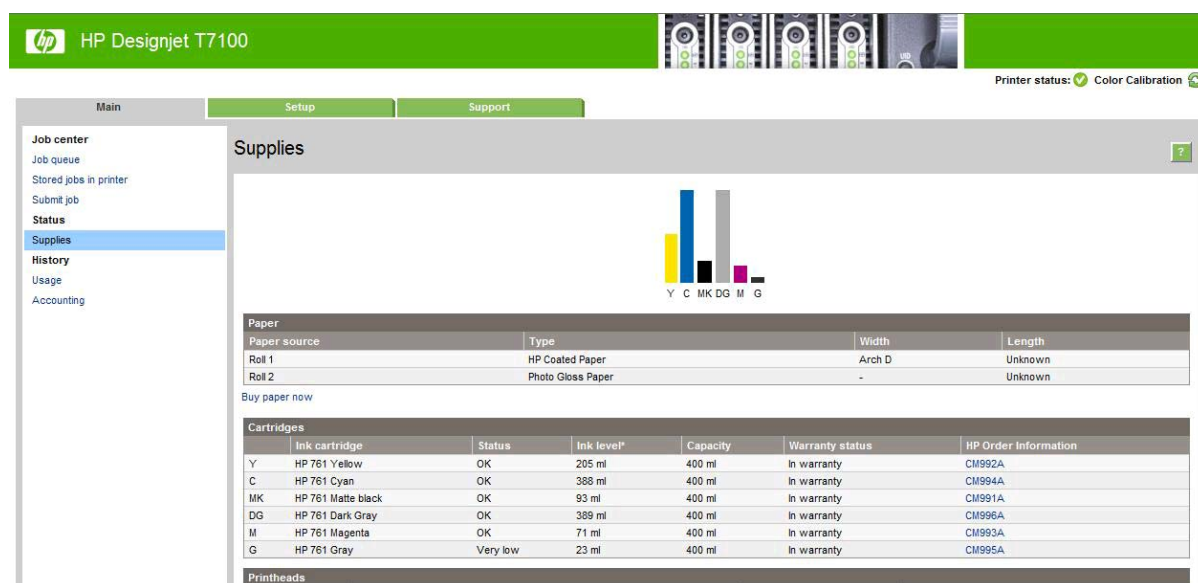 hp HP Designjet T7100
UID
Printer status: Color Calibration
Main Setup Support
Job center
Job queue
Stored jobs in printer
Submit job
Status
Supplies
History
Usage
Accounting
Supplies
?
Y C MK DG M G
Paper
Paper source Type Width Length
Roll 1 HP Coated Paper Arch D Unknown
Roll 2 Photo Gloss Paper - Unknown
Buy paper now
Cartridges
Ink cartridge Status Ink level* Capacity Warranty status HP Order Information
Y HP 761 Yellow OK 205 ml 400 ml In warranty CM992A
C HP 761 Cyan OK 388 ml 400 ml In warranty CM994A
MK HP 761 Matte black OK 93 ml 400 ml In warranty CM991A
DG HP 761 Dark Gray OK 389 ml 400 ml In warranty CM996A
M HP 761 Magenta OK 71 ml 400 ml In warranty CM993A
G HP 761 Gray Very low 23 ml 400 ml In warranty CM995A
Printheads